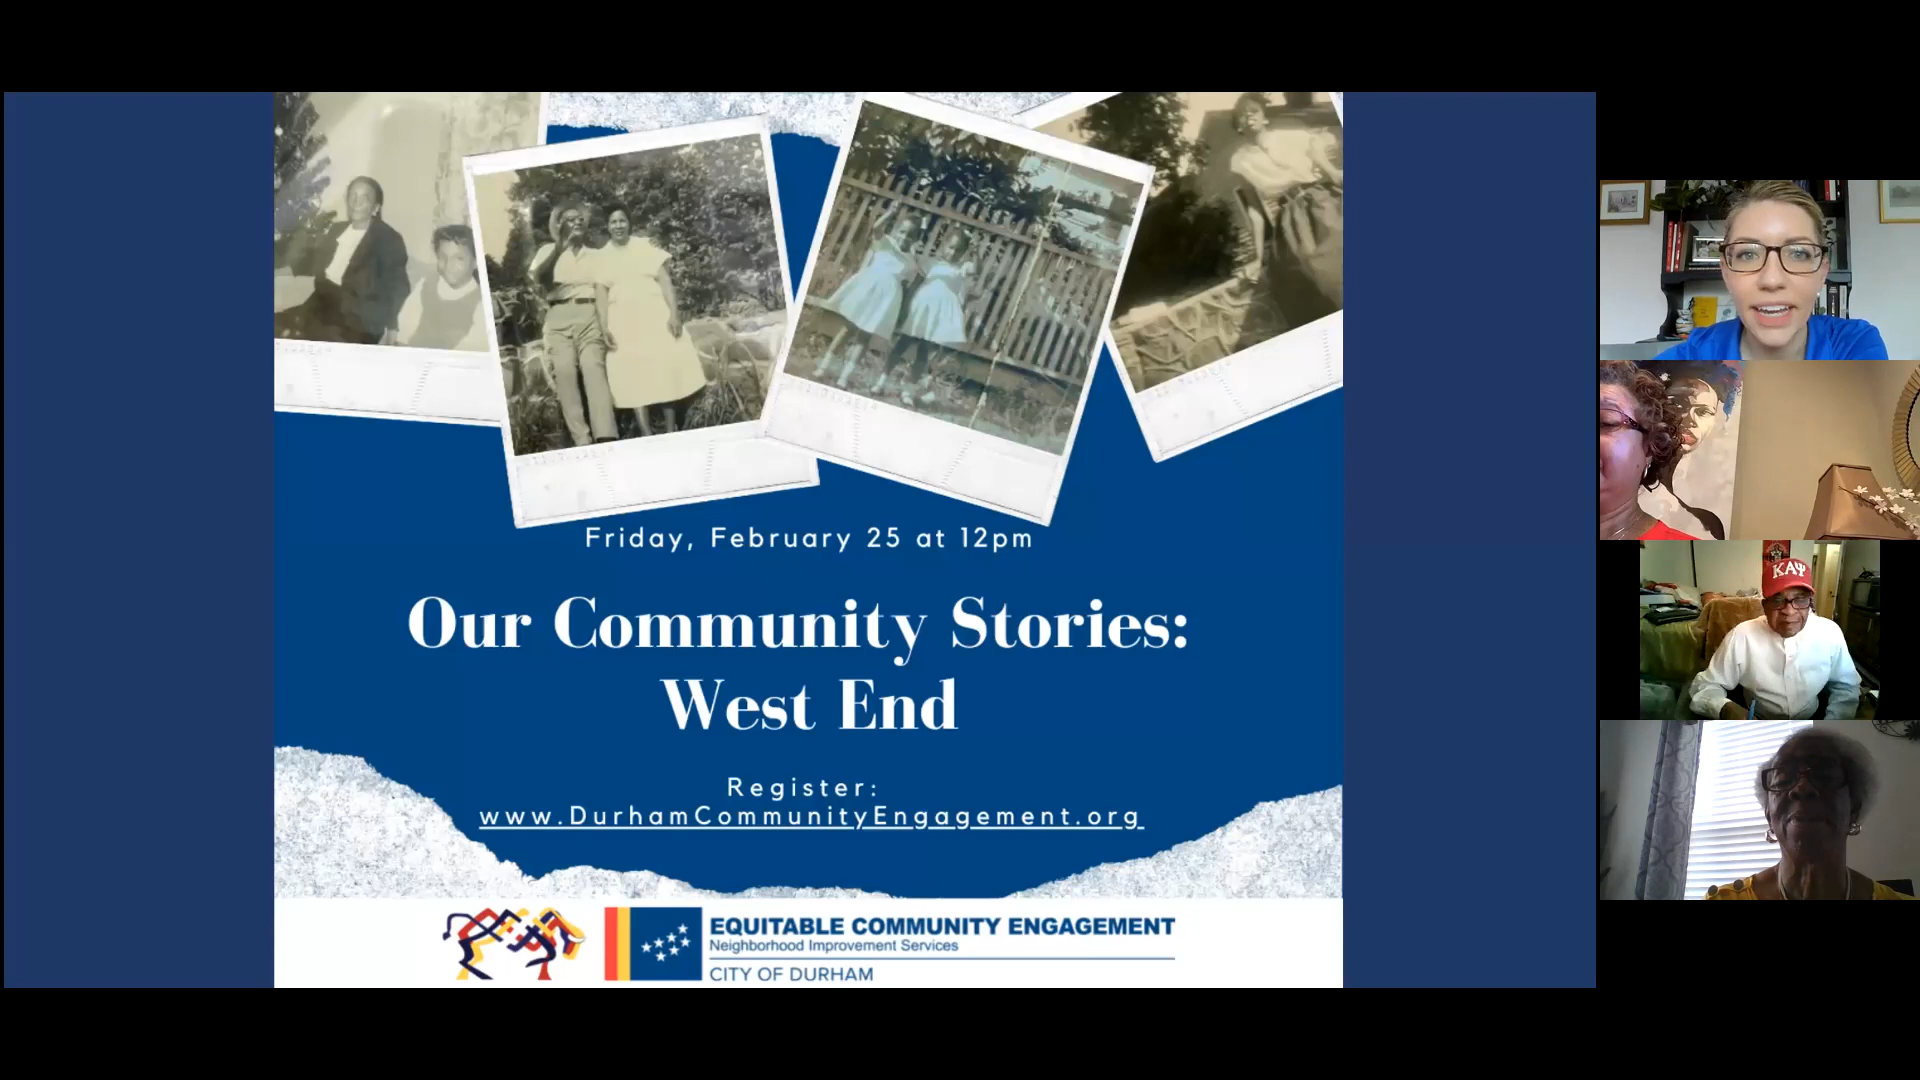 Friday, February 25 at 12pm
Our Community Stories:
West End
Register:
www.DurhamCommunityEngagement.org
EQUITABLE COMMUNITY ENGAGEMENT
Neighborhood Improvement Services
CITY OF DURHAM
ΚΑΨ